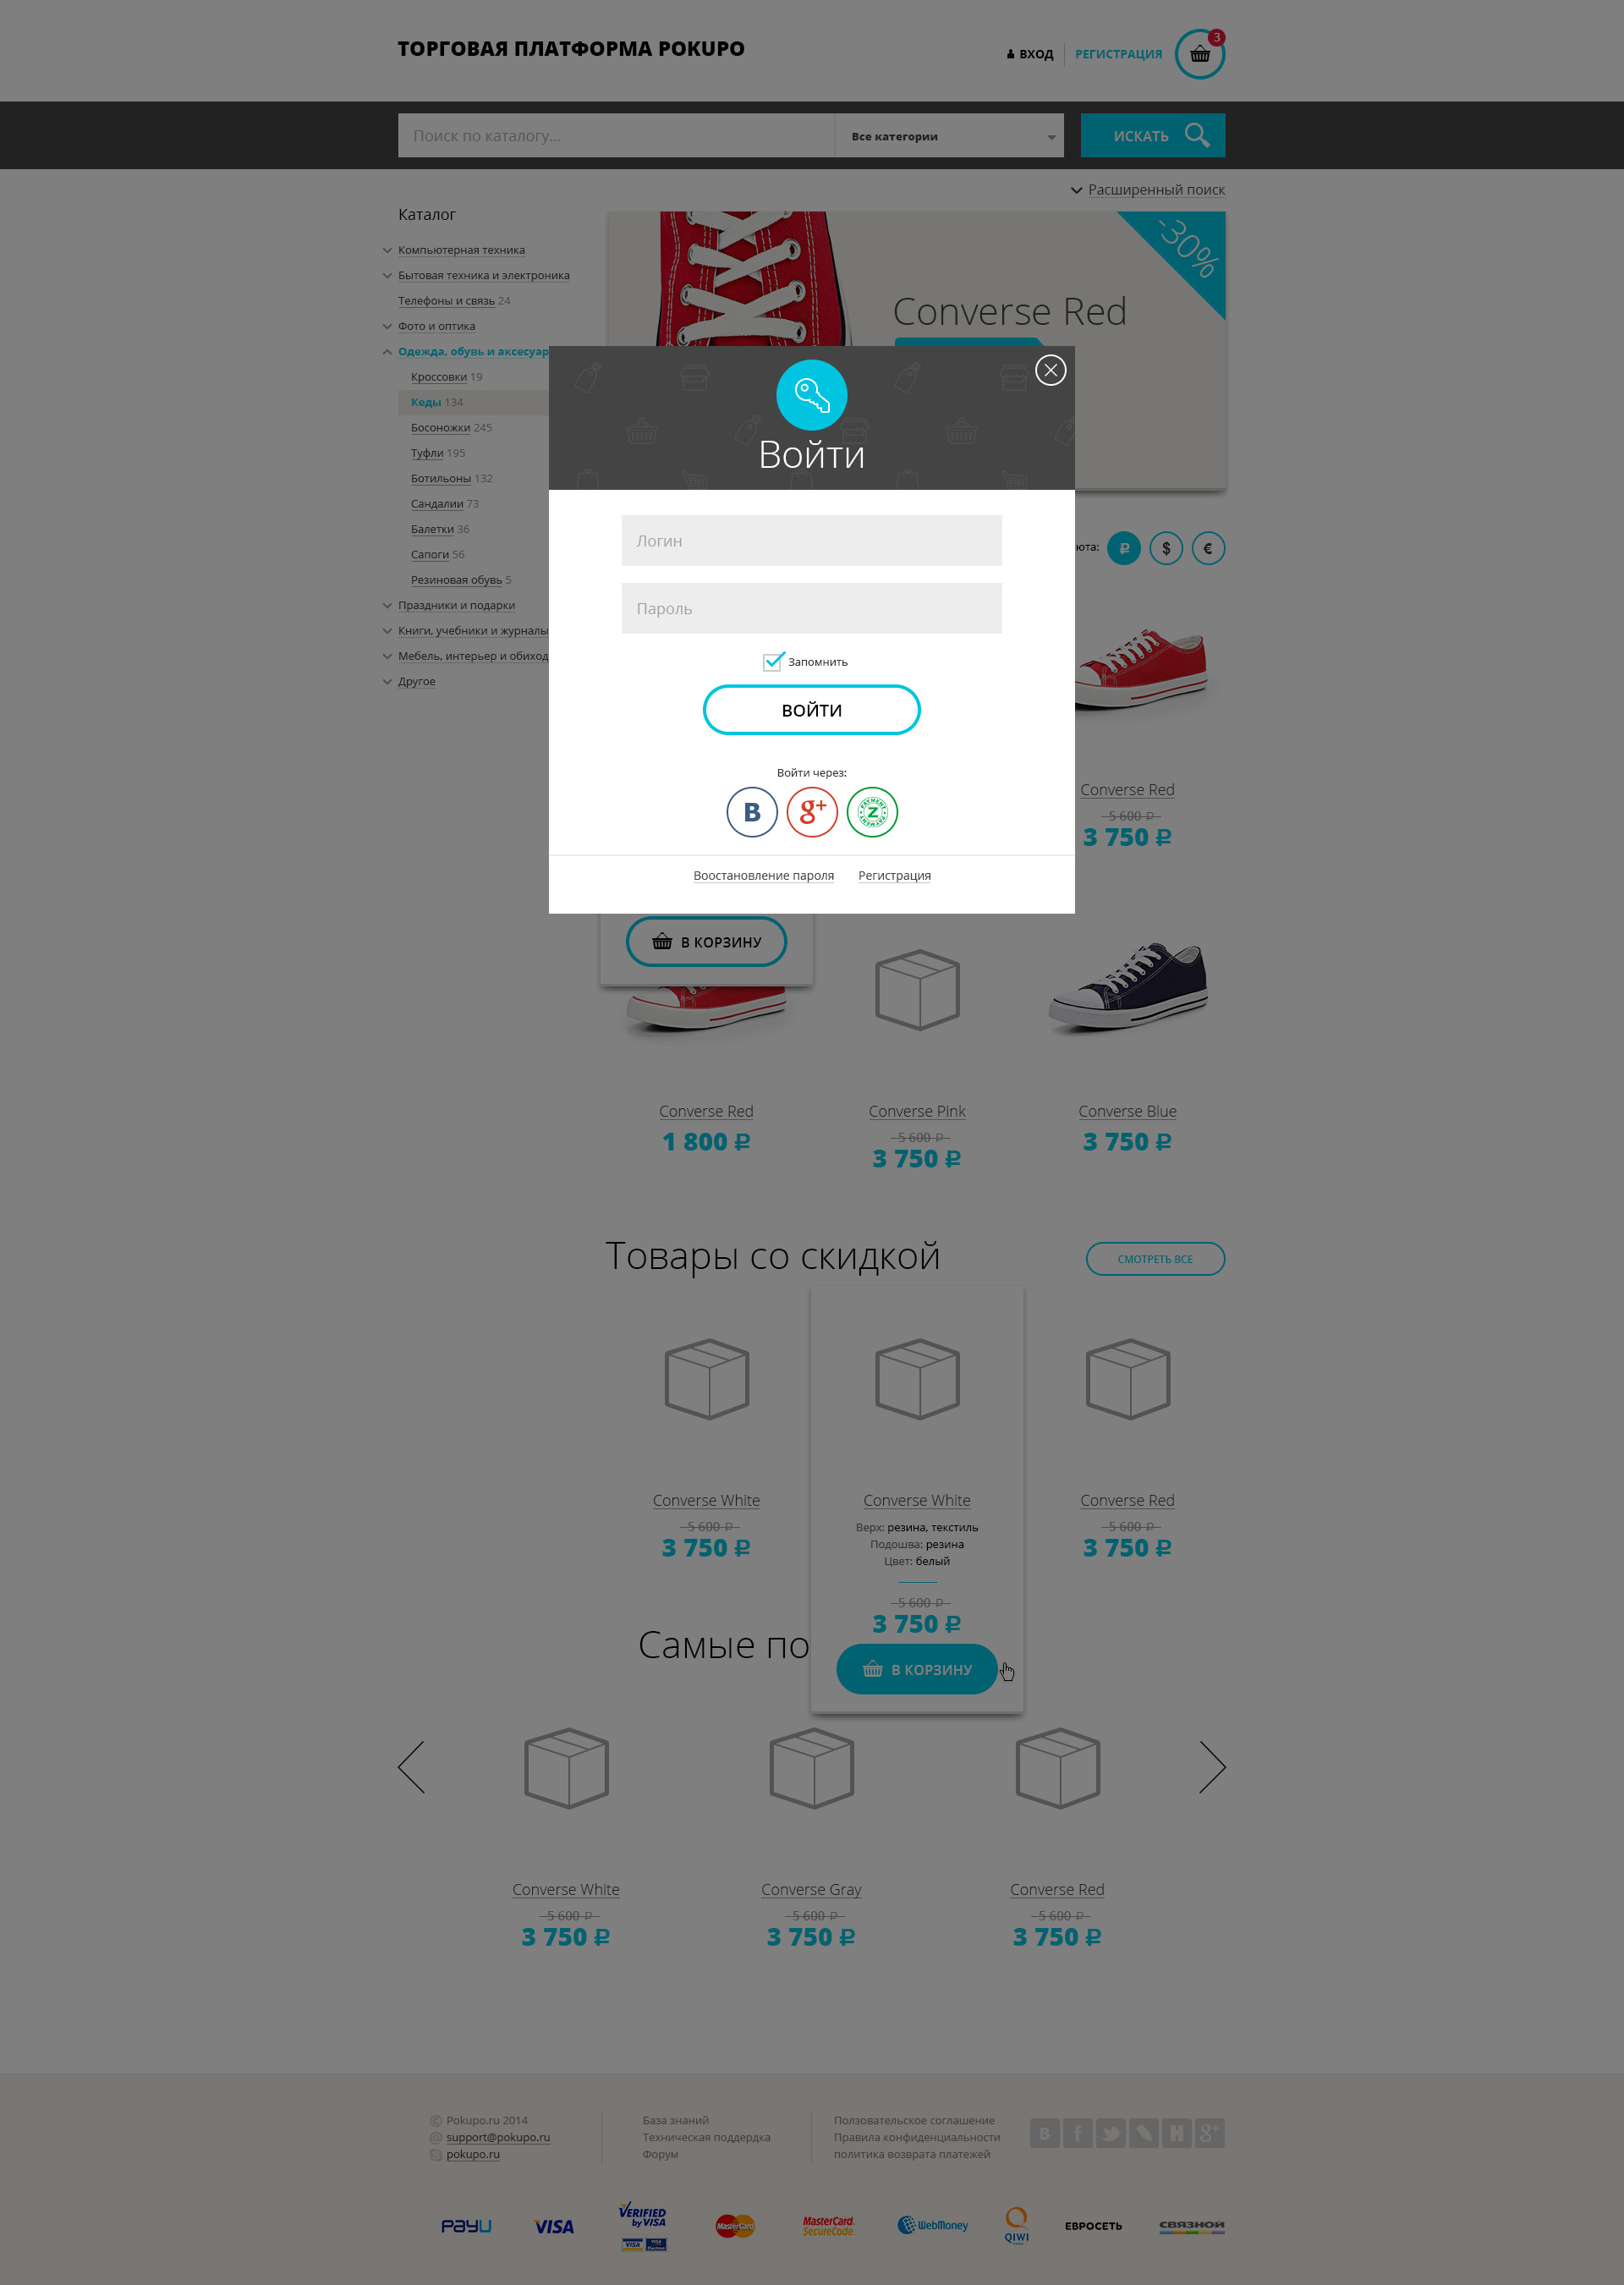 ТОРГОВАЯ ПЛАТФОРМА POKUPO
ВХОД
РЕГИСТРАЦИЯ
3
Поиск по каталогу...
Все категории
ИСКАТЬ
Расширенный поиск
Каталог
Компьютерная техника
Бытовая техника и электроника
Телефоны и связь 24
Фото и оптика
Одежда, обувь и аксесуар
Кроссовки 19
Кеды 134
Босоножки 245
Туфли 195
Ботильоны 132
Сандалии 73
Балетки 36
Сапоги 56
Резиновая обувь 5
Праздники и подарки
Книги, учебники и журналы
Мебель, интерьер и обиход
Другое
-30%
Converse Red
Войти
Логин
Пароль
Запомнить
ВОЙТИ
Войти через:
B
g+
PAYMENT
Z
PAYMENT
Воостановление пароля
Регистрация
юта:
₽
$
€
Converse Red
5 600 ₽
3 750 ₽
В КОРЗИНУ
Converse Red
1 800 ₽
Converse Pink
5 600 ₽
3 750 ₽
Converse Blue
3 750 ₽
Товары со скидкой
СМОТРЕТЬ ВСЕ
Converse White
5 600 ₽
3 750 ₽
Converse White
Верх: резина, текстиль
Подошва: резина
Цвет: белый
5 600 ₽
3 750 ₽
В КОРЗИНУ
Converse Red
5 600 ₽
3 750 ₽
Самые по
Converse White
5 600 ₽
3 750 ₽
Converse Gray
5 600 ₽
3 750 ₽
Converse Red
5 600 ₽
3 750 ₽
© Pokupo.ru 2014
@ support@pokupo.ru
pokupo.ru
База знаний
Техническая поддердка
Форум
Ползовательское соглашение
Правила конфиденциальности
политика возврата платежей
B
f
g+
PayU
VISA
VERIFIED
by VISA
VISA
VISA
Electron
MasterCard
MasterCard.
SecureCode.
WebMoney
QIWI
ЕВРОСЕТЬ
СВЯЗНОЙ